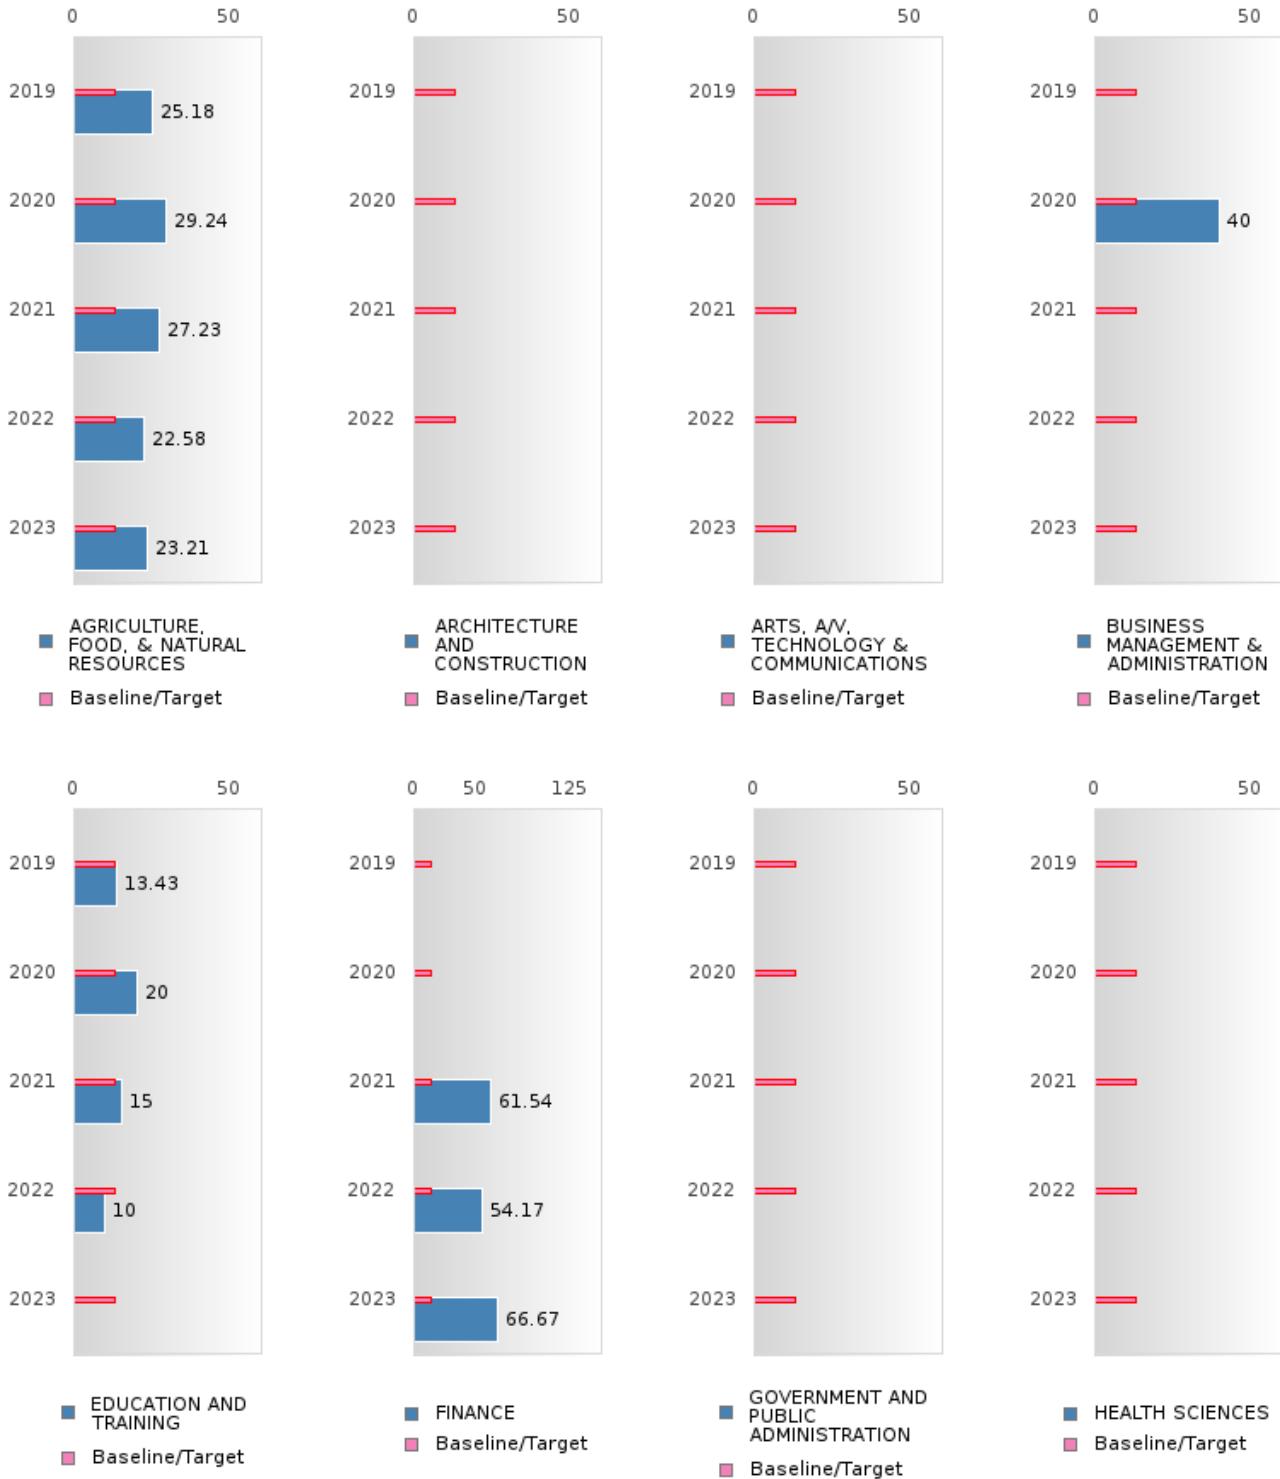 0 50
2019 25.18
2020 29.24
2021 27.23
2022 22.58
2023 23.21
AGRICULTURE,
FOOD, & NATURAL
RESOURCES
Baseline/Target
0 50
2019
2020
2021
2022
2023
ARCHITECTURE
AND
CONSTRUCTION
Baseline/Target
0 50
2019
2020
2021
2022
2023
ARTS, A/V,
TECHNOLOGY &
COMMUNICATIONS
Baseline/Target
0 50
2019
2020 40
2021
2022
2023
BUSINESS
MANAGEMENT &
ADMINISTRATION
Baseline/Target
0 50
2019 13.43
2020 20
2021 15
2022 10
2023
EDUCATION AND
TRAINING
Baseline/Target
0 50 125
2019
2020
2021 61.54
2022 54.17
2023 66.67
FINANCE
Baseline/Target
0 50
2019
2020
2021
2022
2023
GOVERNMENT AND
PUBLIC
ADMINISTRATION
Baseline/Target
0 50
2019
2020
2021
2022
2023
HEALTH SCIENCES
Baseline/Target